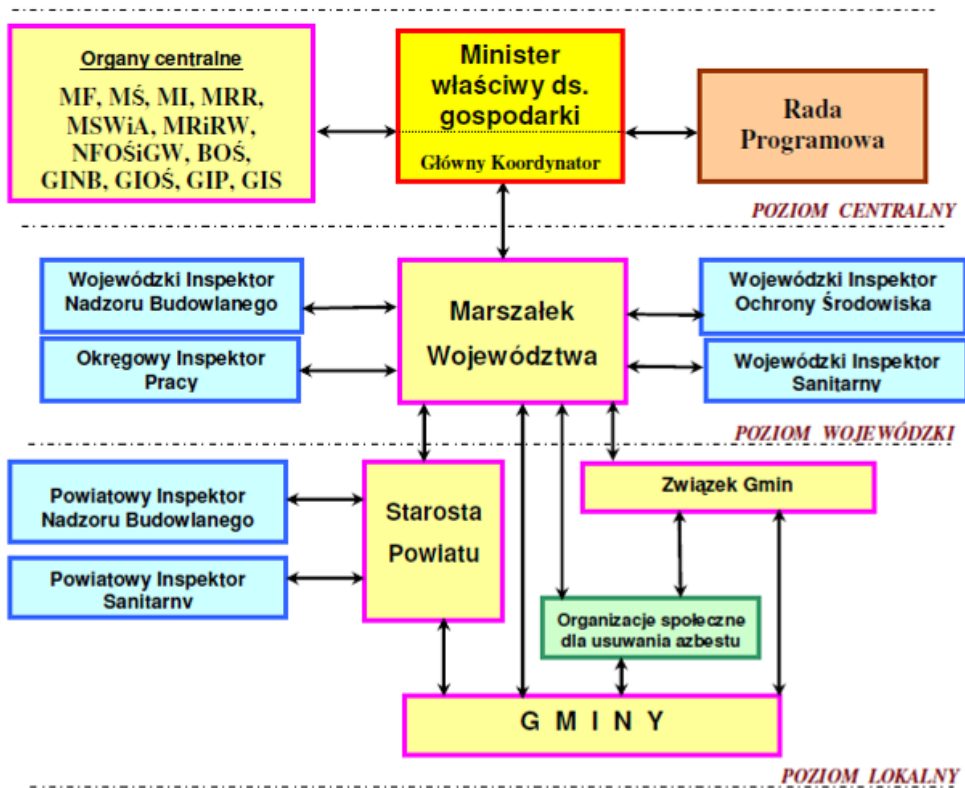 Organy centralne
MF, MŚ, MI, MRR,
MSWiA, MRiRW,
NFOŚiGW, BOŚ,
GINB, GIOŚ, GIP, GIS
Minister
właściwy ds.
gospodarki
Główny Koordynator
Rada
Programowa
POZIOM CENTRALNY
Wojewódzki Inspektor
Nadzoru Budowlanego
Okręgowy Inspektor
Pracy
Marszałek
Województwa
Wojewódzki Inspektor
Ochrony Środowiska
Wojewódzki Inspektor
Sanitarny
POZIOM WOJEWÓDZKI
Powiatowy Inspektor
Nadzoru Budowlanego
Powiatowy Inspektor
Sanitarny
Starosta
Powiatu
Związek Gmin
Organizacje społeczne
dla usuwania azbestu
G M I N Y
POZIOM LOKALNY